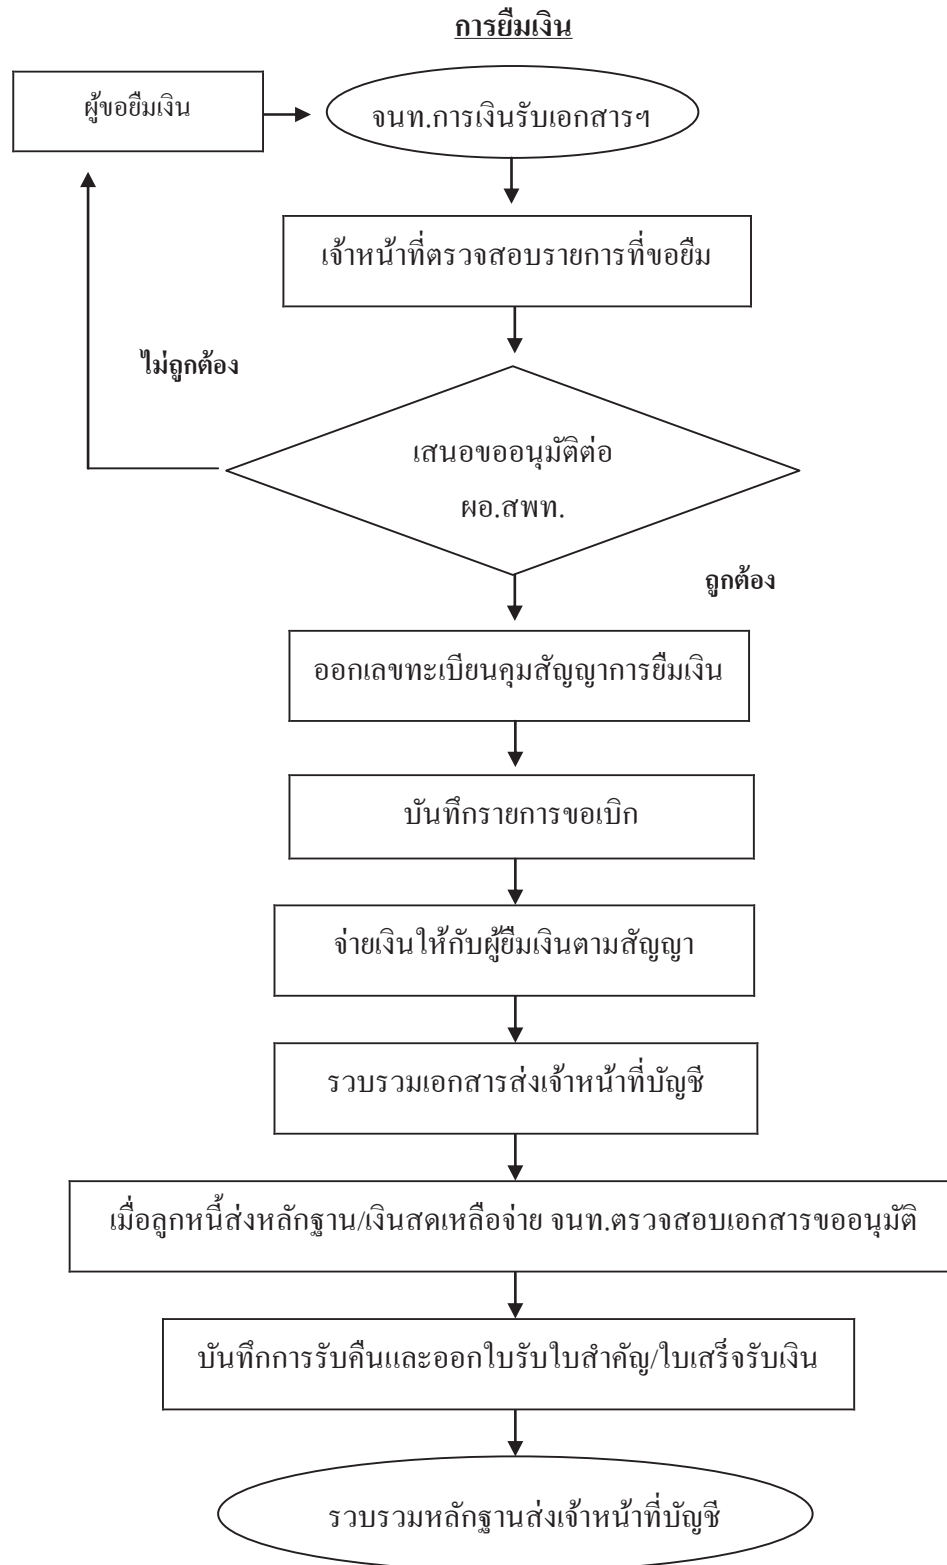 การยืมเงิน
ผู้ขอยืมเงิน
จนท.การเงินรับเอกสารฯ
เจ้าหน้าที่ตรวจสอบรายการที่ขอยืม
ไม่ถูกต้อง
เสนอขออนุมัติต่อ
ผอ.สพท.
ถูกต้อง
ออกเลขทะเบียนคุมสัญญาการยืมเงิน
บันทึกรายการขอเบิก
จ่ายเงินให้กับผู้ยืมเงินตามสัญญา
รวบรวมเอกสารส่งเจ้าหน้าที่บัญชี
เมื่อลูกหนี้ส่งหลักฐาน/เงินสดเหลือจ่าย จนท.ตรวจสอบเอกสารขออนุมัติ
บันทึกการรับคืนและออกใบรับใบสำคัญ/ใบเสร็จรับเงิน
รวบรวมหลักฐานส่งเจ้าหน้าที่บัญชี